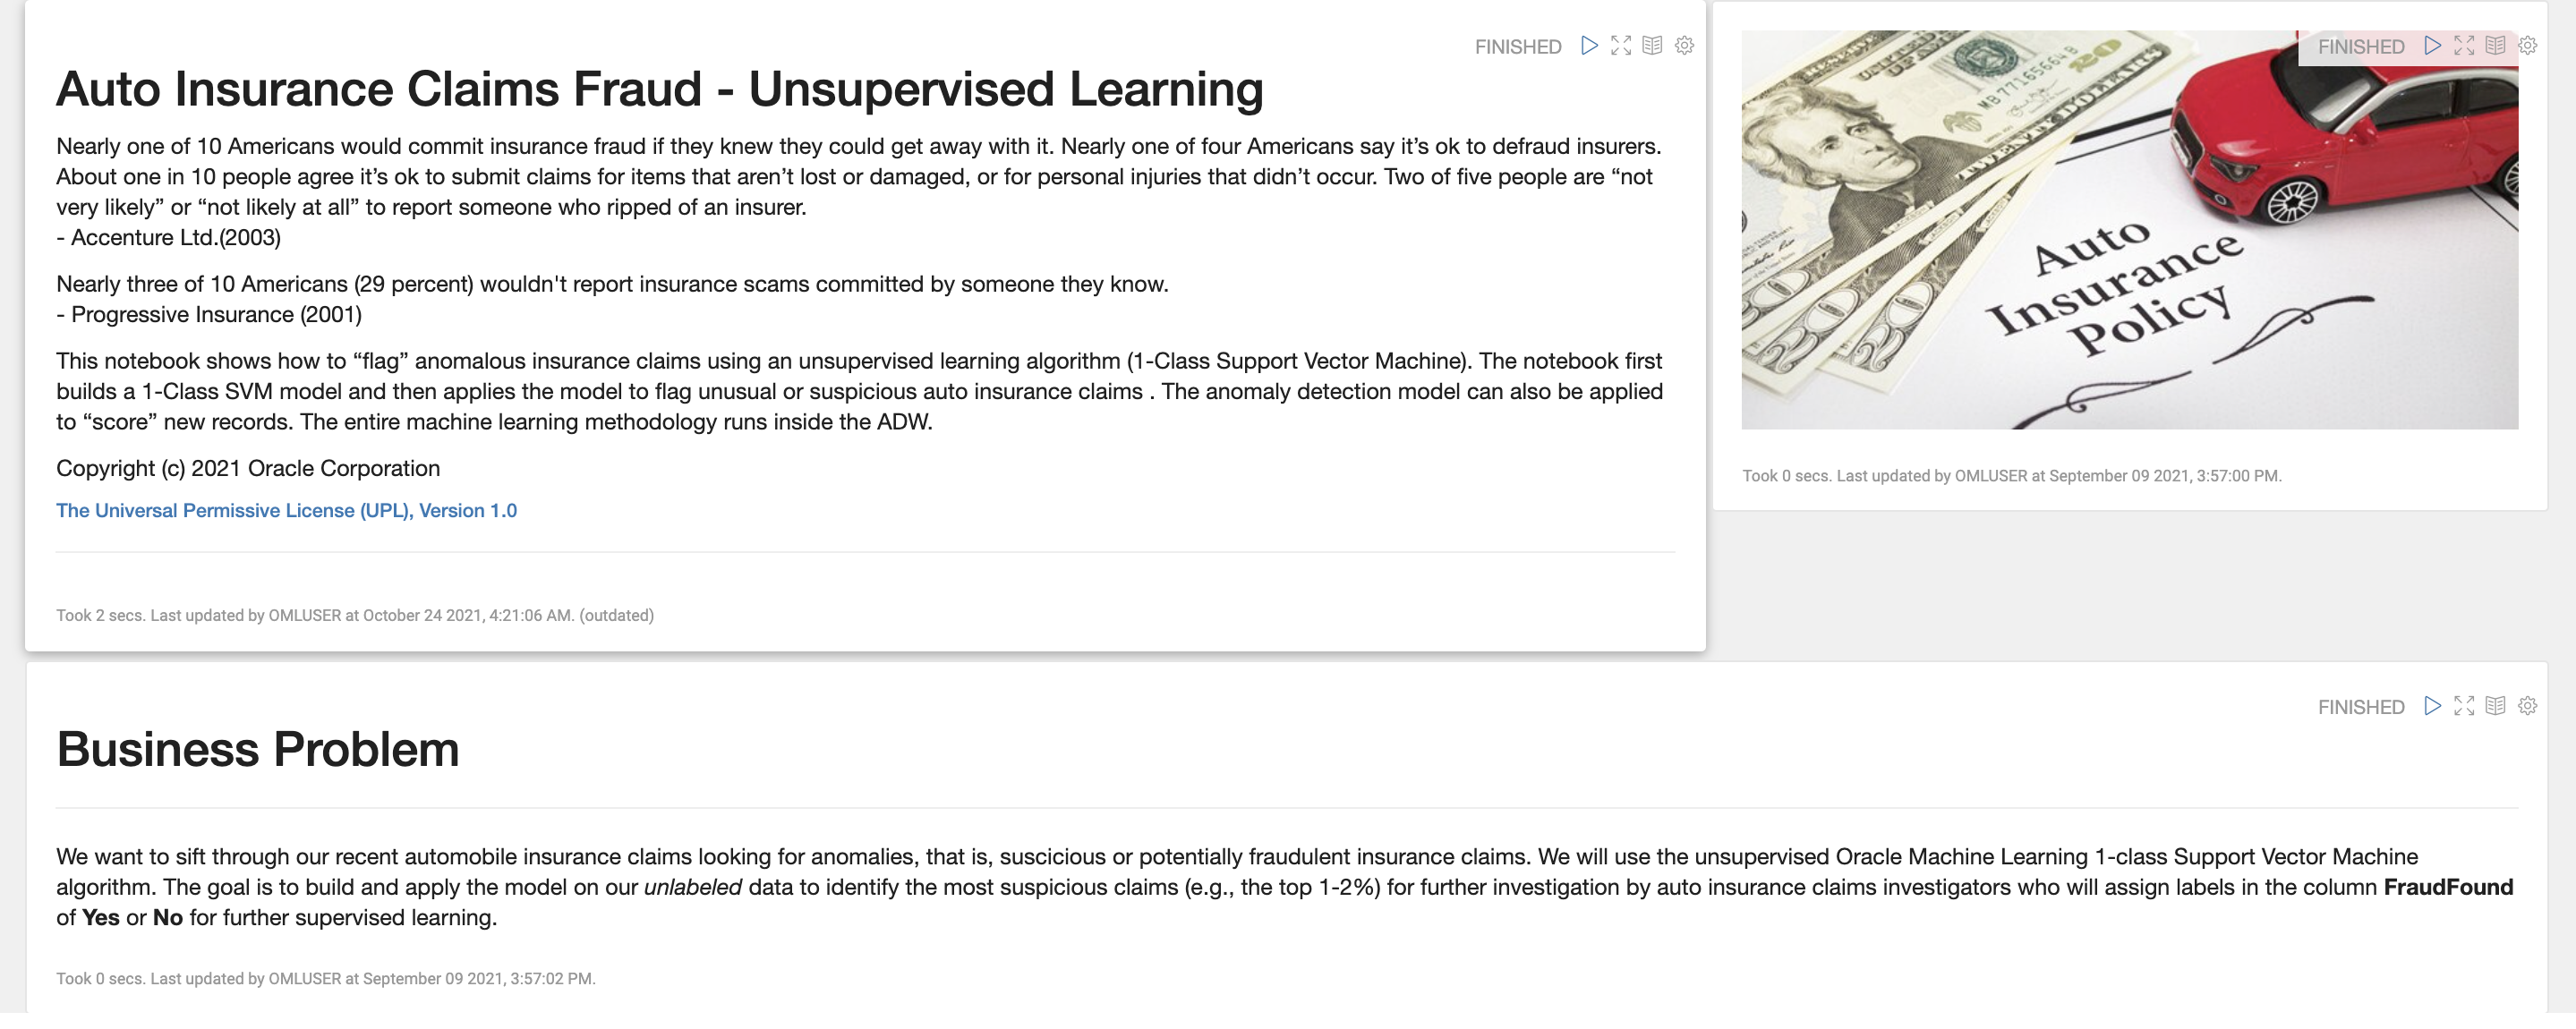 FINISHED
Auto Insurance Claims Fraud - Unsupervised Learning
Nearly one of 10 Americans would commit insurance fraud if they knew they could get away with it. Nearly one of four Americans say it’s ok to defraud insurers.
About one in 10 people agree it’s ok to submit claims for items that aren’t lost or damaged, or for personal injuries that didn’t occur. Two of five people are “not
very likely” or “not likely at all” to report someone who ripped of an insurer.
- Accenture Ltd.(2003)
Nearly three of 10 Americans (29 percent) wouldn't report insurance scams committed by someone they know.
- Progressive Insurance (2001)
This notebook shows how to “flag” anomalous insurance claims using an unsupervised learning algorithm (1-Class Support Vector Machine). The notebook first
builds a 1-Class SVM model and then applies the model to flag unusual or suspicious auto insurance claims . The anomaly detection model can also be applied
to “score” new records. The entire machine learning methodology runs inside the ADW.
Copyright (c) 2021 Oracle Corporation
The Universal Permissive License (UPL), Version 1.0
Took 2 secs. Last updated by OMLUSER at October 24 2021, 4:21:06 AM. (outdated)
FINISHED
MB 77165664 B
20
Auto
Insurance
Policy
20
20
Took 0 secs. Last updated by OMLUSER at September 09 2021, 3:57:00 PM.
FINISHED
Business Problem
We want to sift through our recent automobile insurance claims looking for anomalies, that is, suscicious or potentially fraudulent insurance claims. We will use the unsupervised Oracle Machine Learning 1-class Support Vector Machine
algorithm. The goal is to build and apply the model on our unlabeled data to identify the most suspicious claims (e.g., the top 1-2%) for further investigation by auto insurance claims investigators who will assign labels in the column FraudFound
of Yes or No for further supervised learning.
Took 0 secs. Last updated by OMLUSER at September 09 2021, 3:57:02 PM.